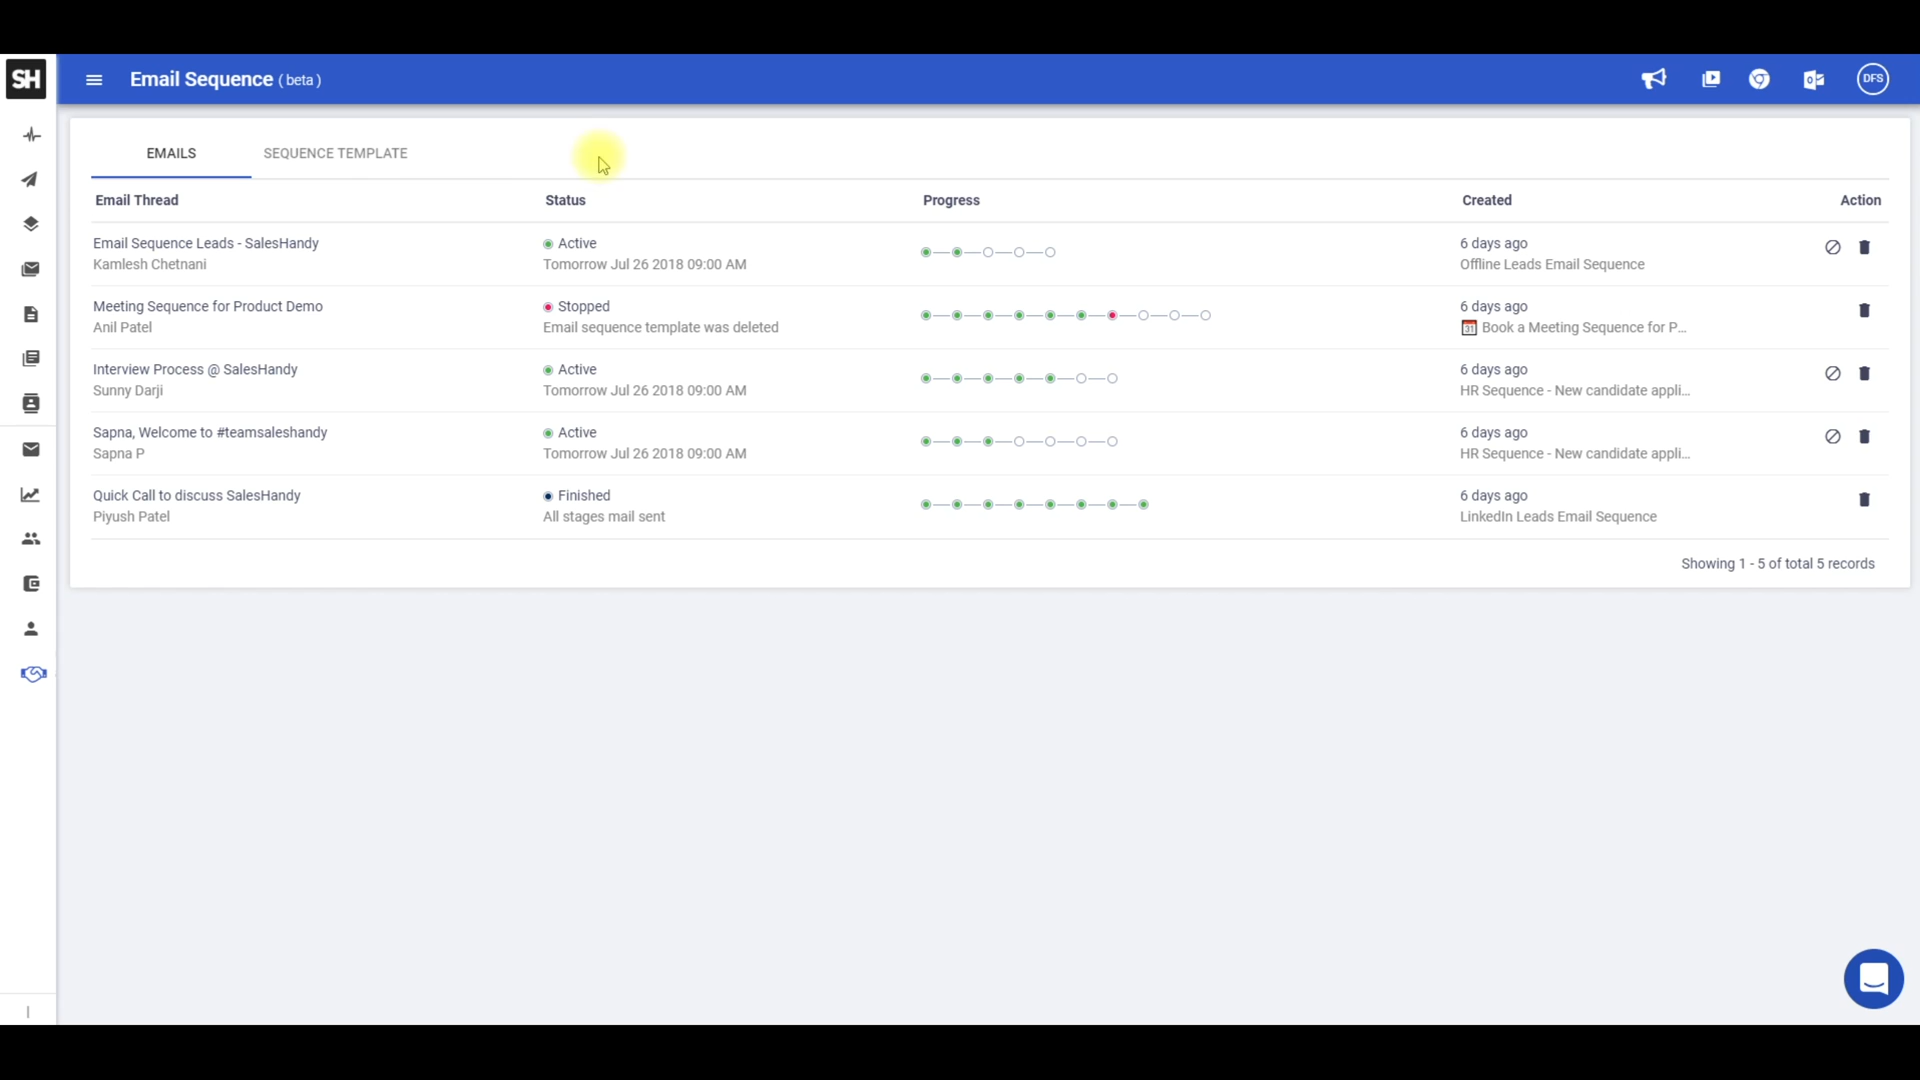 SH
Email Sequence ( beta )
DFS
EMAILS
SEQUENCE TEMPLATE
Email Thread
Status
Progress
Created
Action
Email Sequence Leads - SalesHandy
Kamlesh Chetnani
Active
Tomorrow Jul 26 2018 09:00 AM
6 days ago
Offline Leads Email Sequence
Meeting Sequence for Product Demo
Anil Patel
Stopped
Email sequence template was deleted
6 days ago
31 Book a Meeting Sequence for P...
Interview Process @ SalesHandy
Sunny Darji
Active
Tomorrow Jul 26 2018 09:00 AM
6 days ago
HR Sequence - New candidate appli...
Sapna, Welcome to #teamsaleshandy
Sapna P
Active
Tomorrow Jul 26 2018 09:00 AM
6 days ago
HR Sequence - New candidate appli...
Quick Call to discuss SalesHandy
Piyush Patel
Finished
All stages mail sent
6 days ago
LinkedIn Leads Email Sequence
Showing 1 - 5 of total 5 records